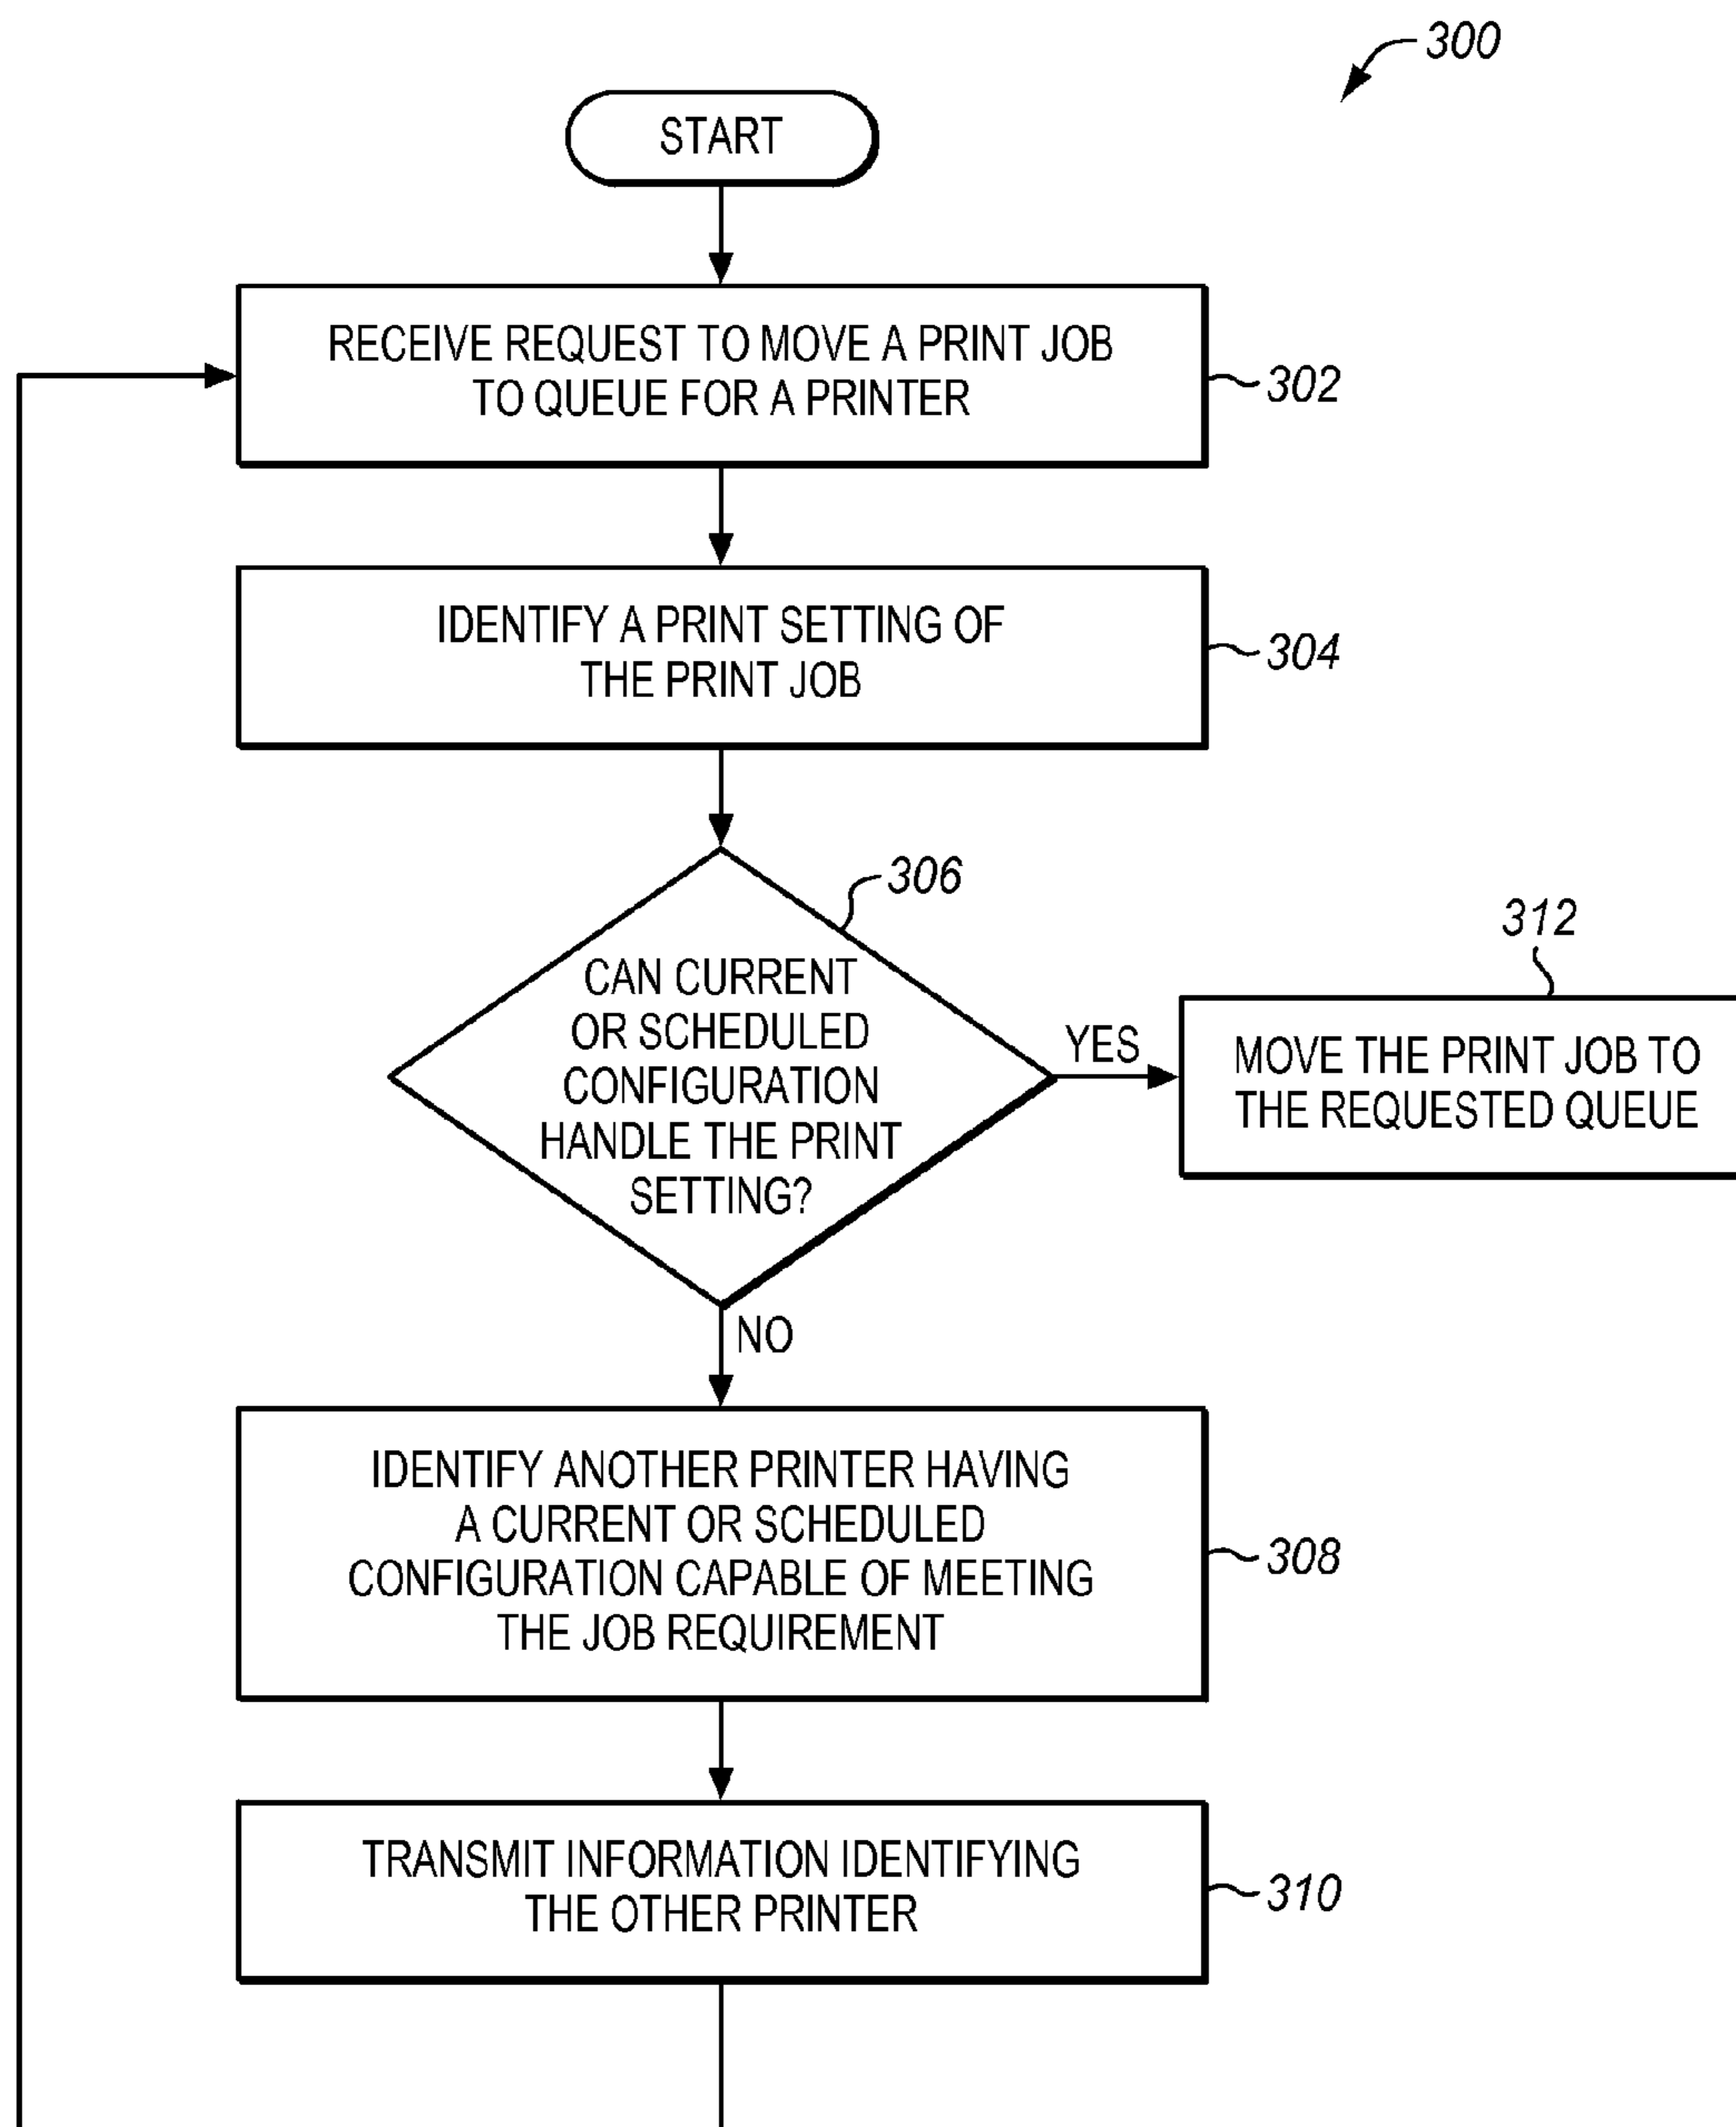 300
START
RECEIVE REQUEST TO MOVE A PRINT JOB
TO QUEUE FOR A PRINTER
302
IDENTIFY A PRINT SETTING OF
THE PRINT JOB
304
306
CAN CURRENT
OR SCHEDULED
CONFIGURATION
HANDLE THE PRINT
SETTING?
YES
312
MOVE THE PRINT JOB TO
THE REQUESTED QUEUE
NO
IDENTIFY ANOTHER PRINTER HAVING
A CURRENT OR SCHEDULED
CONFIGURATION CAPABLE OF MEETING
THE JOB REQUIREMENT
308
TRANSMIT INFORMATION IDENTIFYING
THE OTHER PRINTER
310